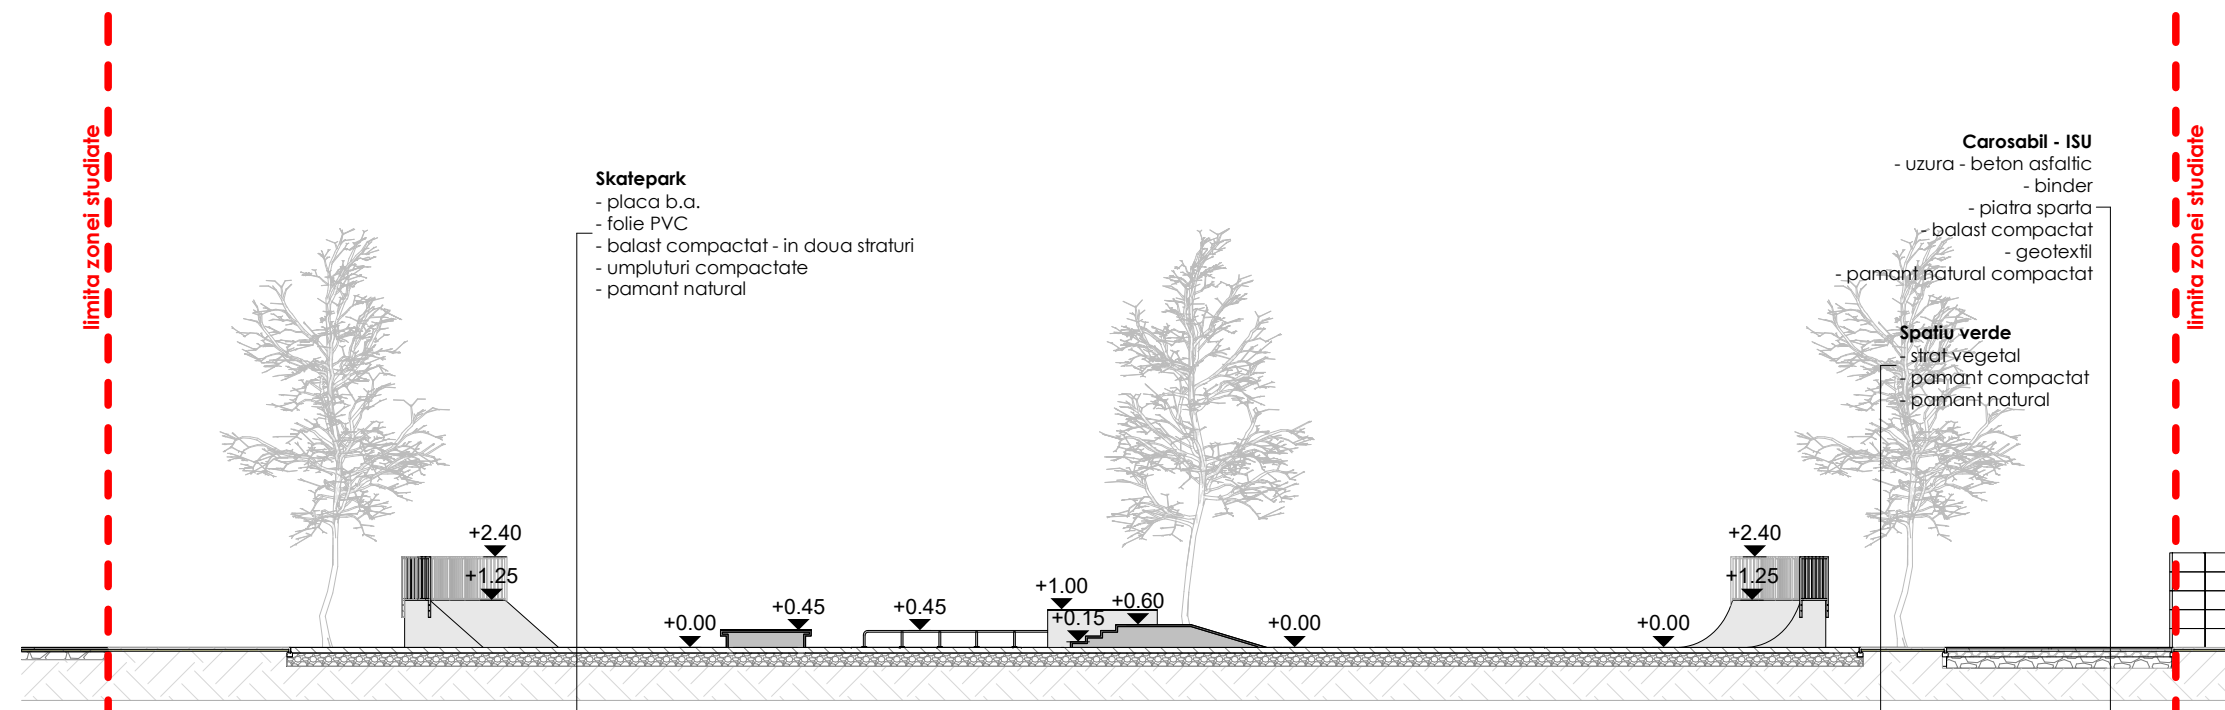 limita zonei studiate
Skatepark
- placa b.a.
- folie PVC
- balast compactat - in doua straturi
- umpluturi compactate
- pamant natural
Carosabil - ISU
- uzura - beton asfaltic
- binder
- piatra sparta
- balast compactat
- geotextil
- pamant natural compactat
Spatiu verde
- strat vegetal
- pamant compactat
- pamant natural
limita zonei studiate
+2.40
+1.25
+0.00
+0.45
+0.45
+1.00
+0.15
+0.60
+0.00
+0.00
+2.40
+1.25